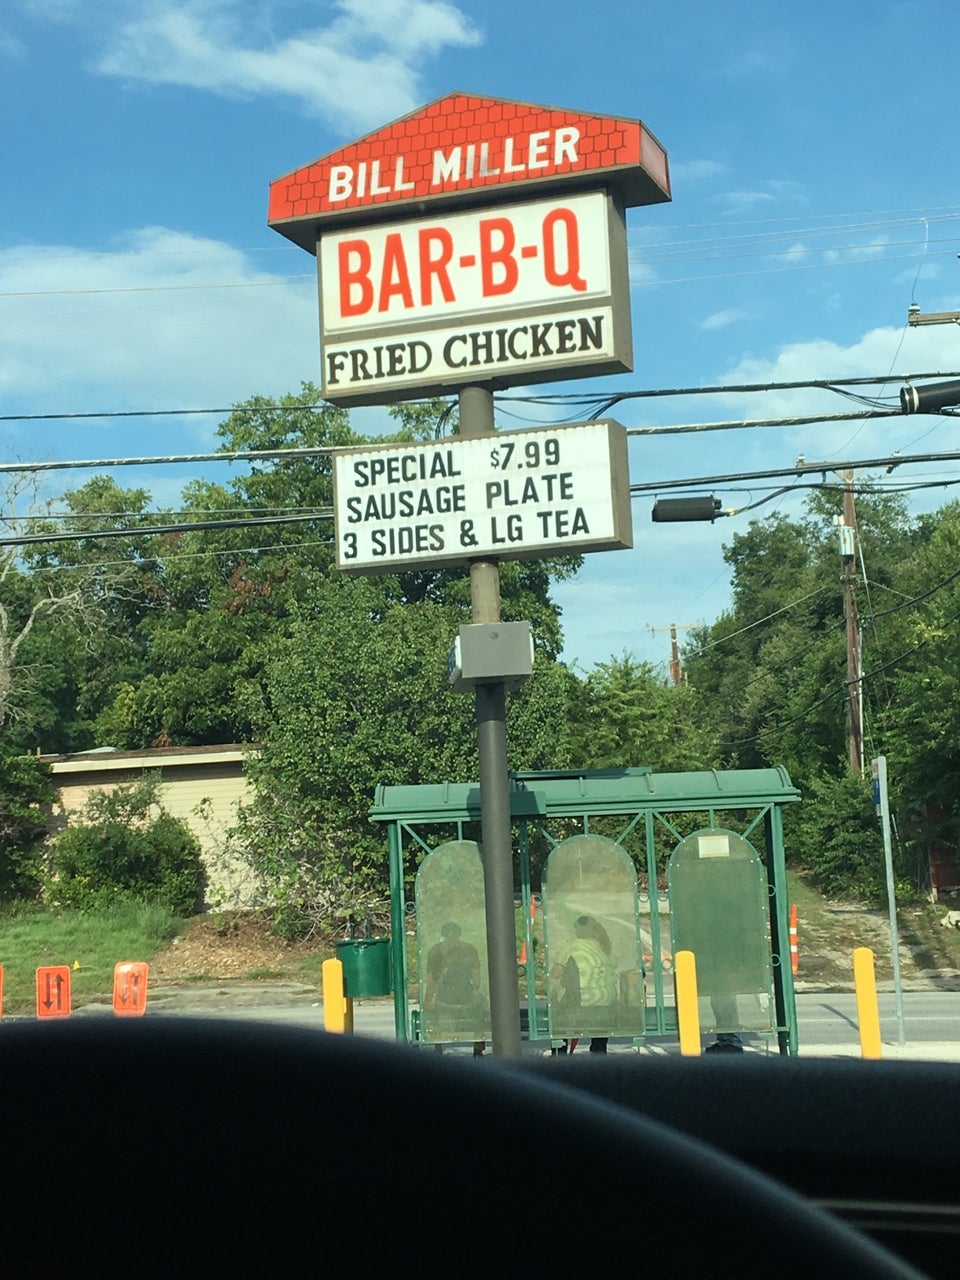 BILL MILLER
BAR-B-Q
FRIED CHICKEN
SPECIAL $7.99
SAUSAGE PLATE
3 SIDES & LG TEA